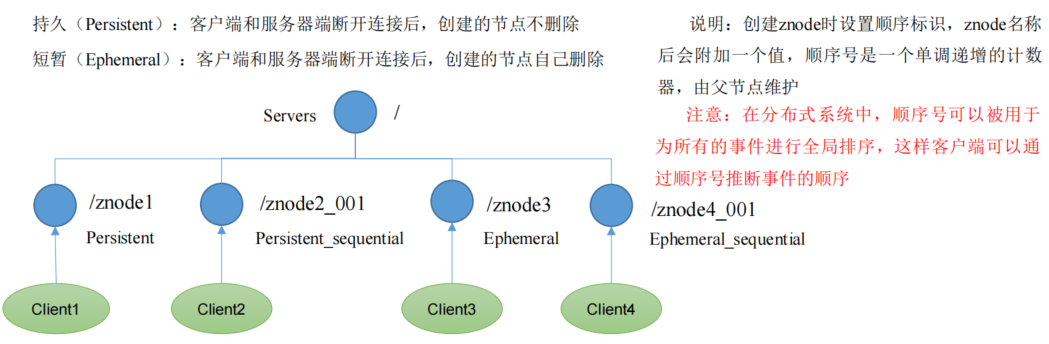 持久（Persistent）：客户端和服务器端断开连接后，创建的节点不删除
短暂（Ephemeral）：客户端和服务器端断开连接后，创建的节点自己删除
说明：创建znode时设置顺序标识，znode名称
后会附加一个值，顺序号是一个单调递增的计数
器，由父节点维护
注意：在分布式系统中，顺序号可以被用于
为所有的事件进行全局排序，这样客户端可以通
过顺序号推断事件的顺序
Servers /
/znode1
Persistent
/znode2_001
Persistent_sequential
/znode3
Ephemeral
/znode4_001
Ephemeral_sequential
Client1
Client2
Client3
Client4